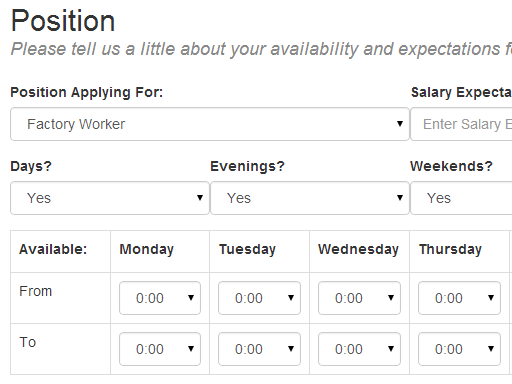 Position
Please tell us a little about your availability and expectations
Position Applying For: Salary
Factory Worker Enter Salary
Days? Evenings? Weekends?
Yes Yes Yes
Available: Monday Tuesday Wednesday Thursday
From 0:00 0:00 0:00 0:00
To 0:00 0:00 0:00 0:00